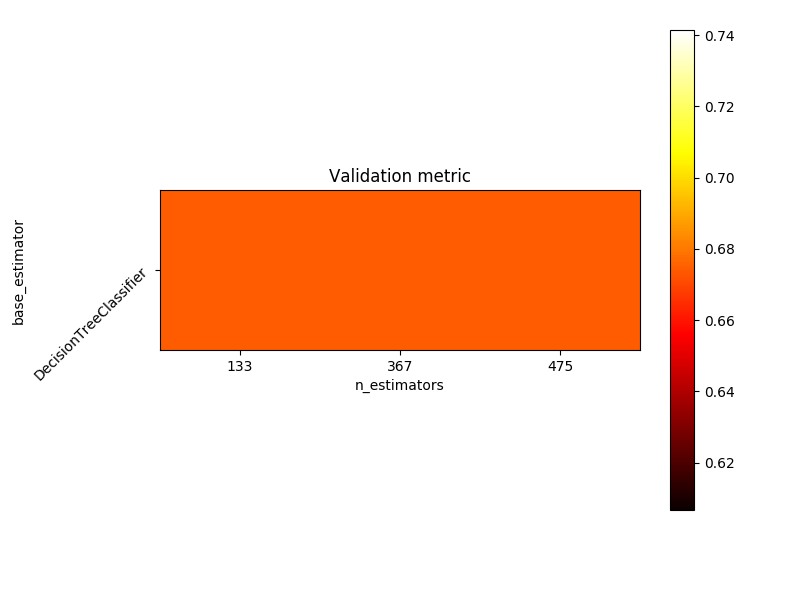 Validation metric
base_estimator
DecisionTreeClassifier
133 367 475
n_estimators
0.74
0.72
0.70
0.68
0.66
0.64
0.62